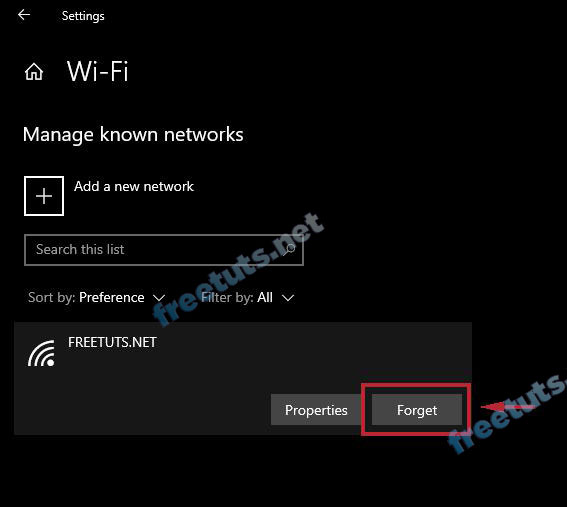 Settings
Wi-Fi
Manage known networks
Add a new network
Search this list
Sort by: Preference Filter by: All
FREETUTS.NET
Properties Forget
freetuts.net
freetuts.